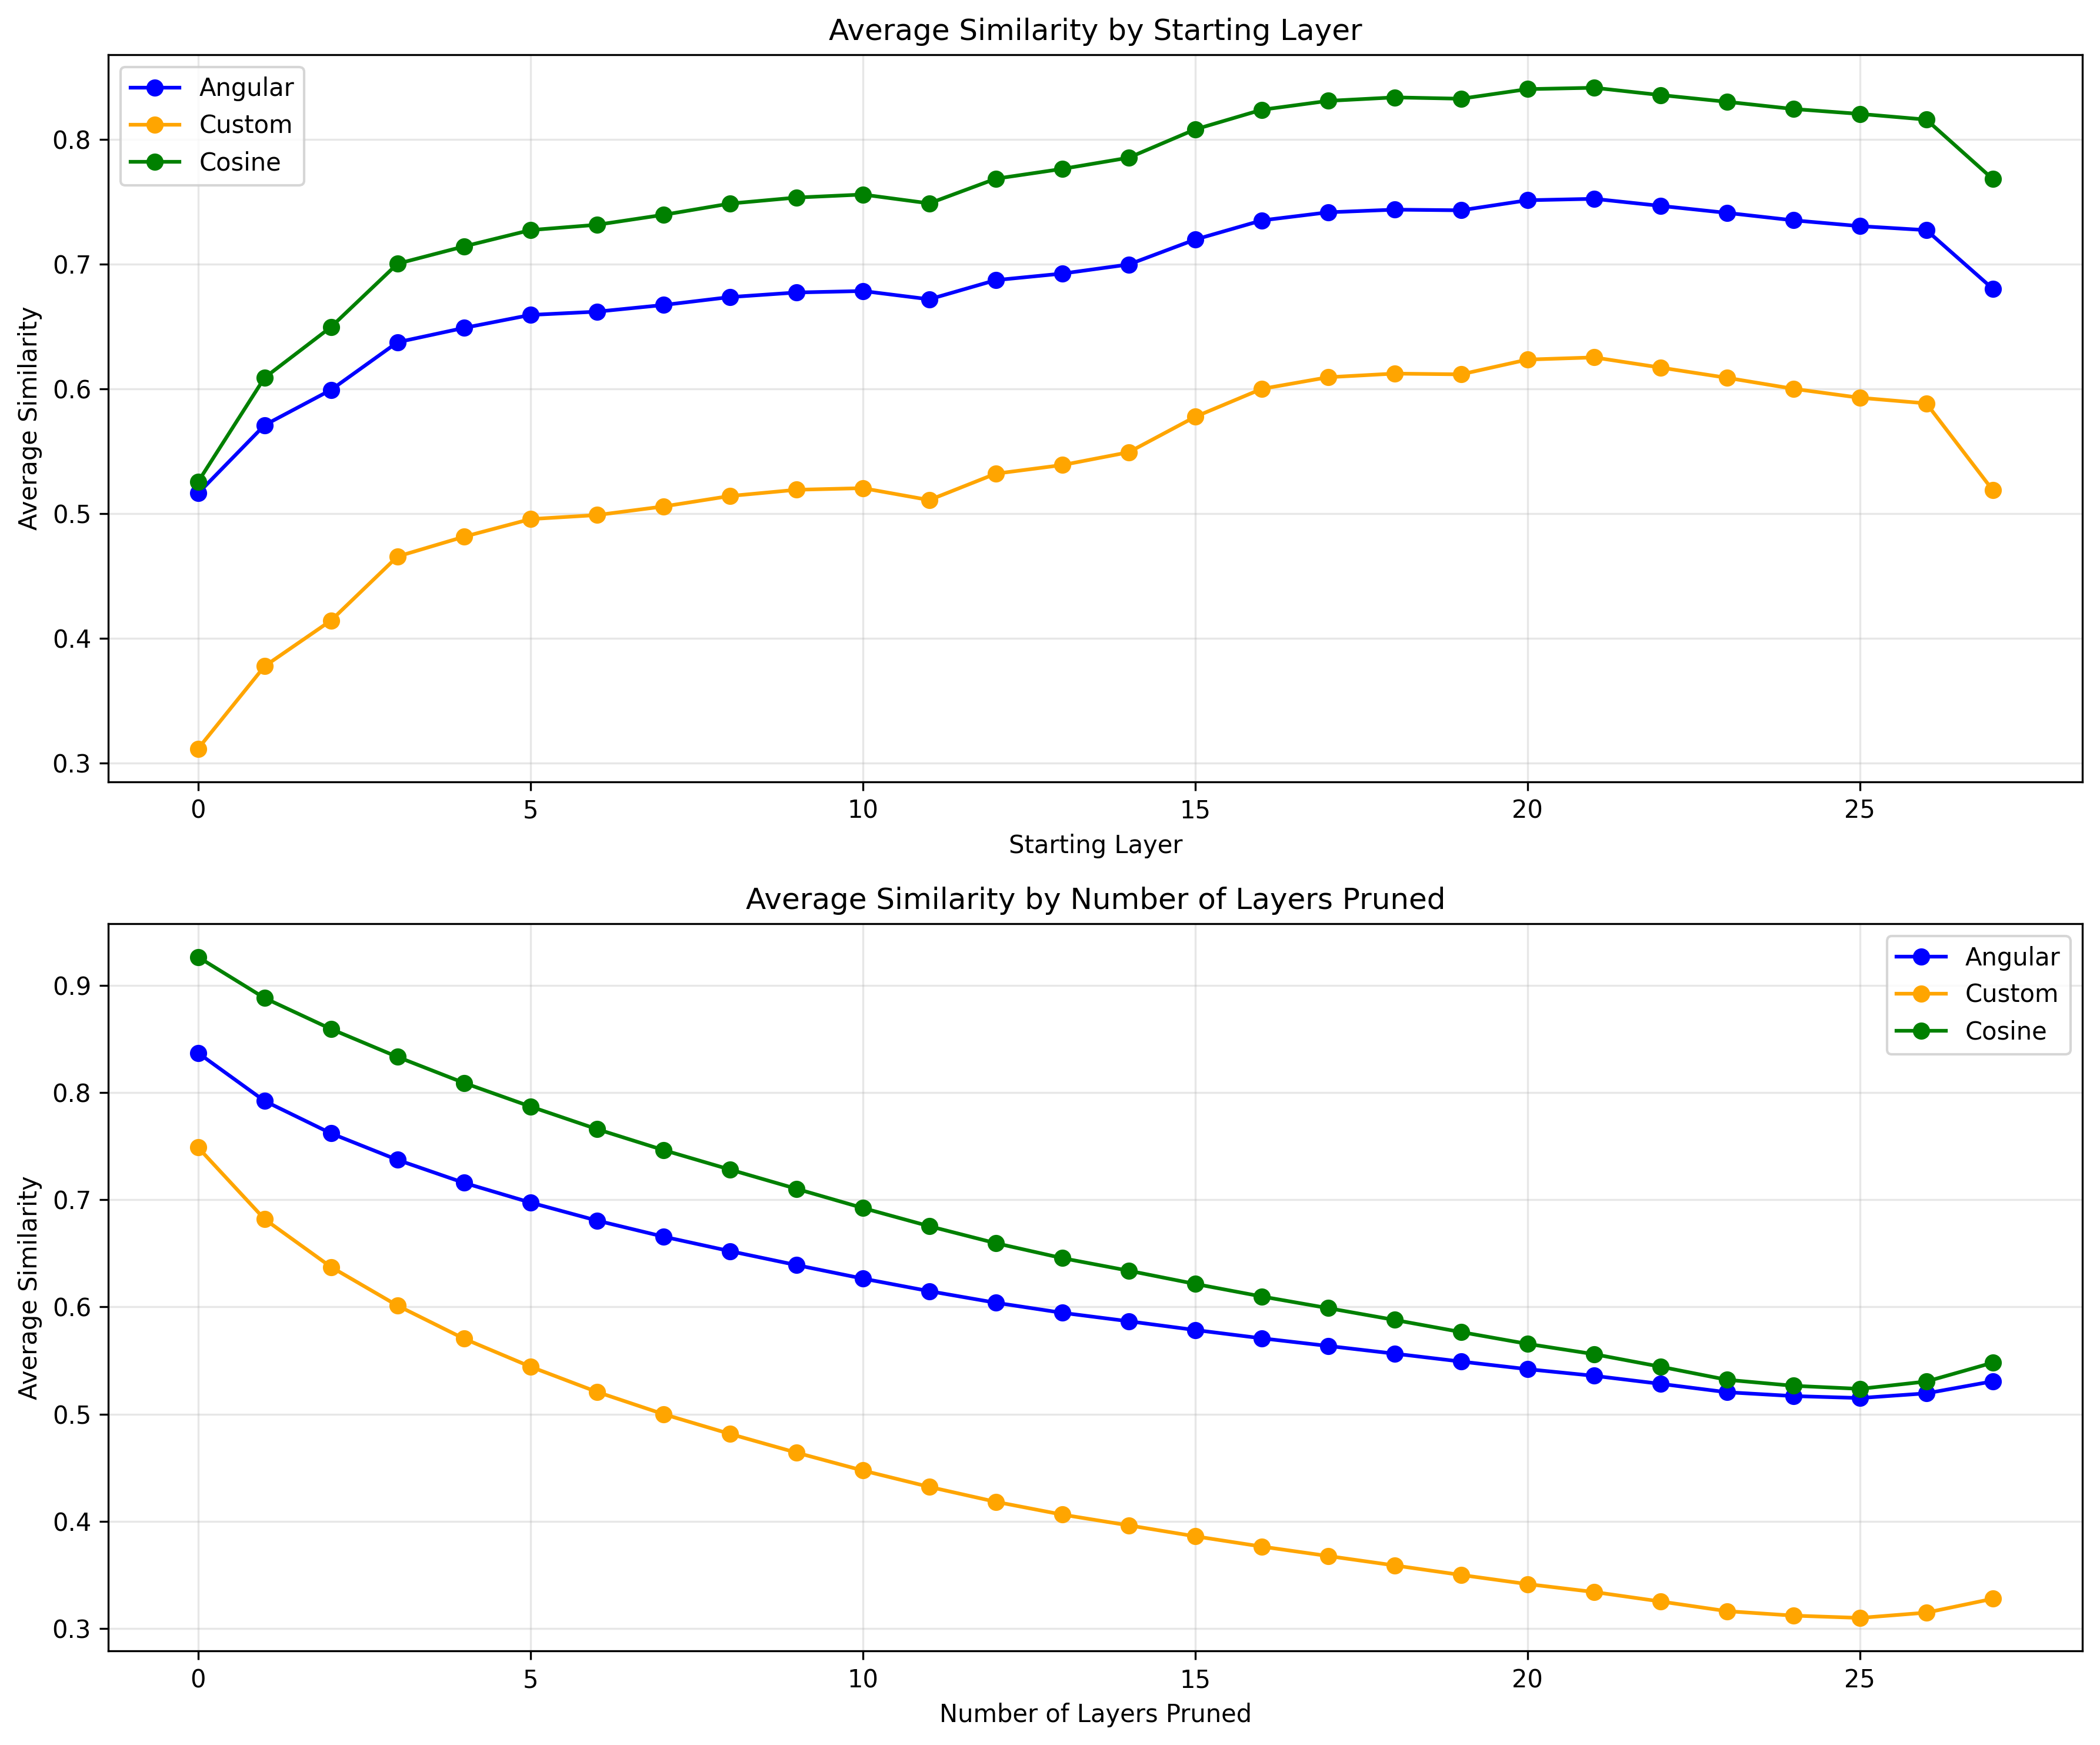 Average Similarity by Starting Layer
Angular
Custom
Cosine
Average Similarity
0.8
0.7
0.6
0.5
0.4
0.3
0 5 10 15 20 25
Starting Layer
Average Similarity by Number of Layers Pruned
Angular
Custom
Cosine
Average Similarity
0.9
0.8
0.7
0.6
0.5
0.4
0.3
0 5 10 15 20 25
Number of Layers Pruned